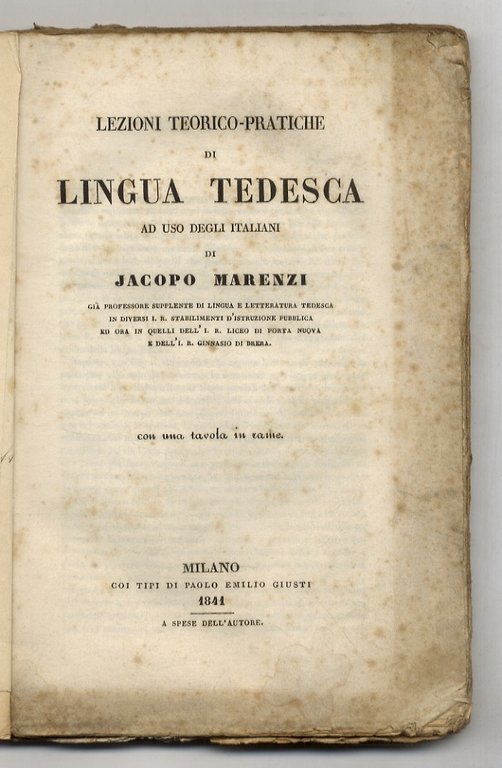 LEZIONI TEORICO-PRATICHE
DI
LINGUA TEDESCA
AD USO DEGLI ITALIANI
DI
JACOPO MARENZI
GIÀ PROFESSORE SUPPLENTE DI LINGUA E LETTERATURA TEDESCA
IN DIVERSI I. R. STABILIMENTI D'ISTRUZIONE PUBBLICA
ED ORA IN QUELLI DELL' I. R. LICEO DI PORTA NUOVA
E DELL'I. R. GINNASIO DI BRERA.
con una tavola in rame.
MILANO
COI TIPI DI PAOLO EMILIO GIUSTI
1841
A SPESE DELL'AUTORE.